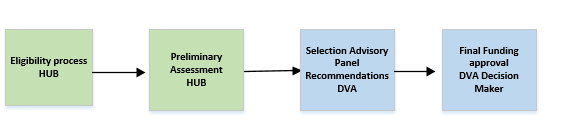 Eligibility process
HUB
Preliminary
Assessment
HUB
Selection Advisory
Panel
Recommendations
DVA
Final Funding
approval
DVA Decision
Maker